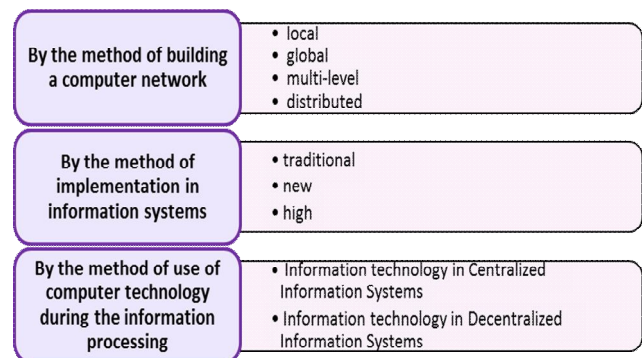 By the method of building
a computer network
• local
• global
• multi-level
• distributed
By the method of
implementation in
information systems
• traditional
• new
• high
By the method of use of
computer technology
during the information
processing
• Information technology in Centralized
Information Systems
• Information technology in Decentralized
Information Systems